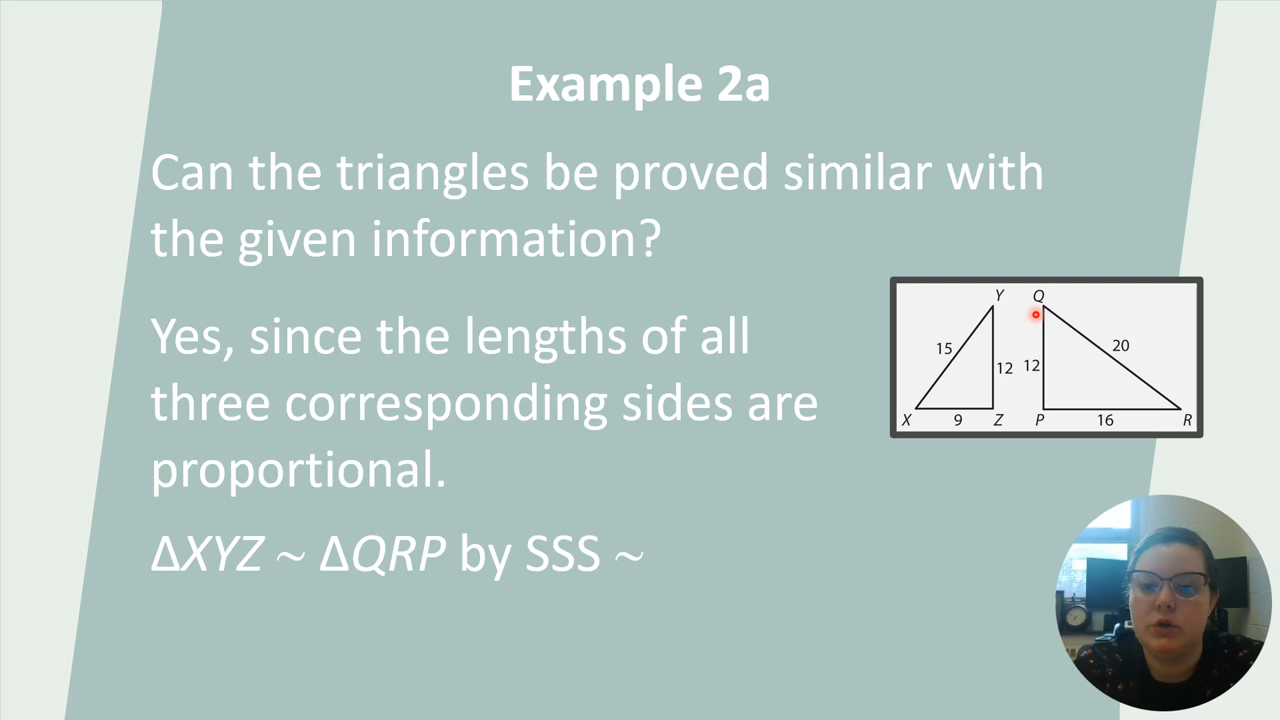 Example 2a
Can the triangles be proved similar with
the given information?
Yes, since the lengths of all
three corresponding sides are
proportional.
ΔXYZ ~ ΔQRP by SSS ~
Y Q
15 12 12 20
X 9 Z P 16 R